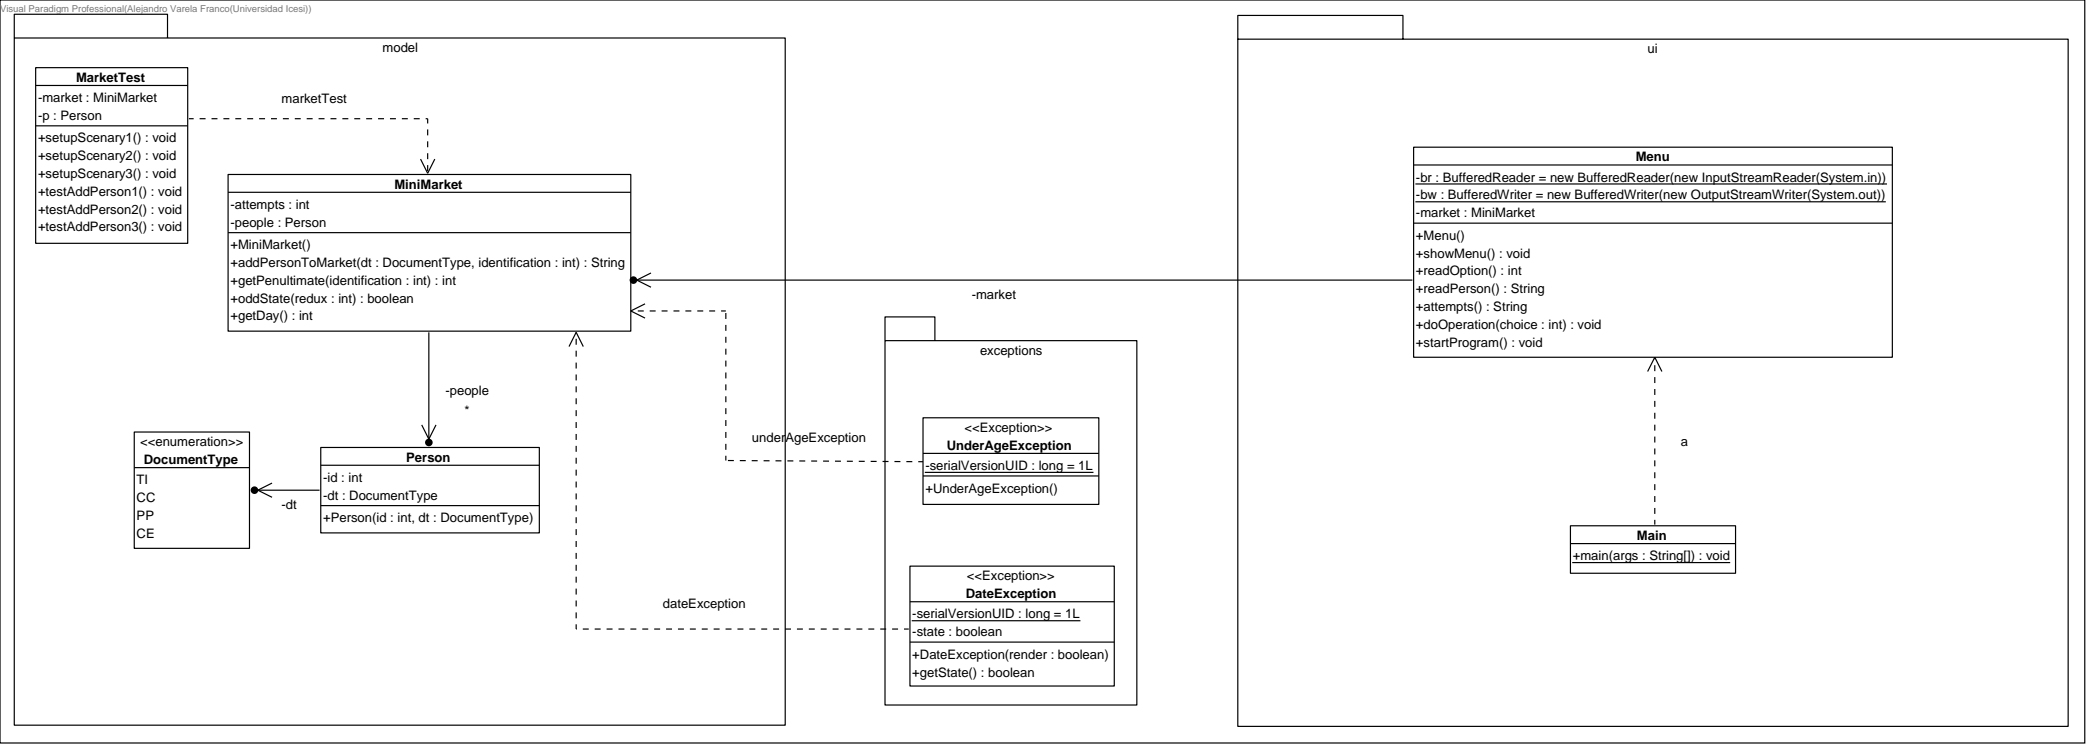 Visual Paradigm Professional(Alejandro Varela Franco(Universidad Icesi))
model
MarketTest
-market : MiniMarket
-p : Person
+setupScenary1() : void
+setupScenary2() : void
+setupScenary3() : void
+testAddPerson1() : void
+testAddPerson2() : void
+testAddPerson3() : void
marketTest
MiniMarket
-attempts : int
-people : Person
+MiniMarket()
+addPersonToMarket(dt : DocumentType, identification : int) : String
+getPenultimate(identification : int) : int
+oddState(redux : int) : boolean
+getDay() : int
-people
*
<<enumeration>>
DocumentType
TI
CC
PP
CE
-dt
Person
-id : int
-dt : DocumentType
+Person(id : int, dt : DocumentType)
underAgeException
dateException
-market
exceptions
<<Exception>>
UnderAgeException
-serialVersionUID : long = 1L
+UnderAgeException()
<<Exception>>
DateException
-serialVersionUID : long = 1L
-state : boolean
+DateException(render : boolean)
+getState() : boolean
ui
Menu
-br : BufferedReader = new BufferedReader(new InputStreamReader(System.in))
-bw : BufferedWriter = new BufferedWriter(new OutputStreamWriter(System.out))
-market : MiniMarket
+Menu()
+showMenu() : void
+readOption() : int
+readPerson() : String
+attempts() : String
+doOperation(choice : int) : void
+startProgram() : void
a
Main
+main(args : String[]) : void